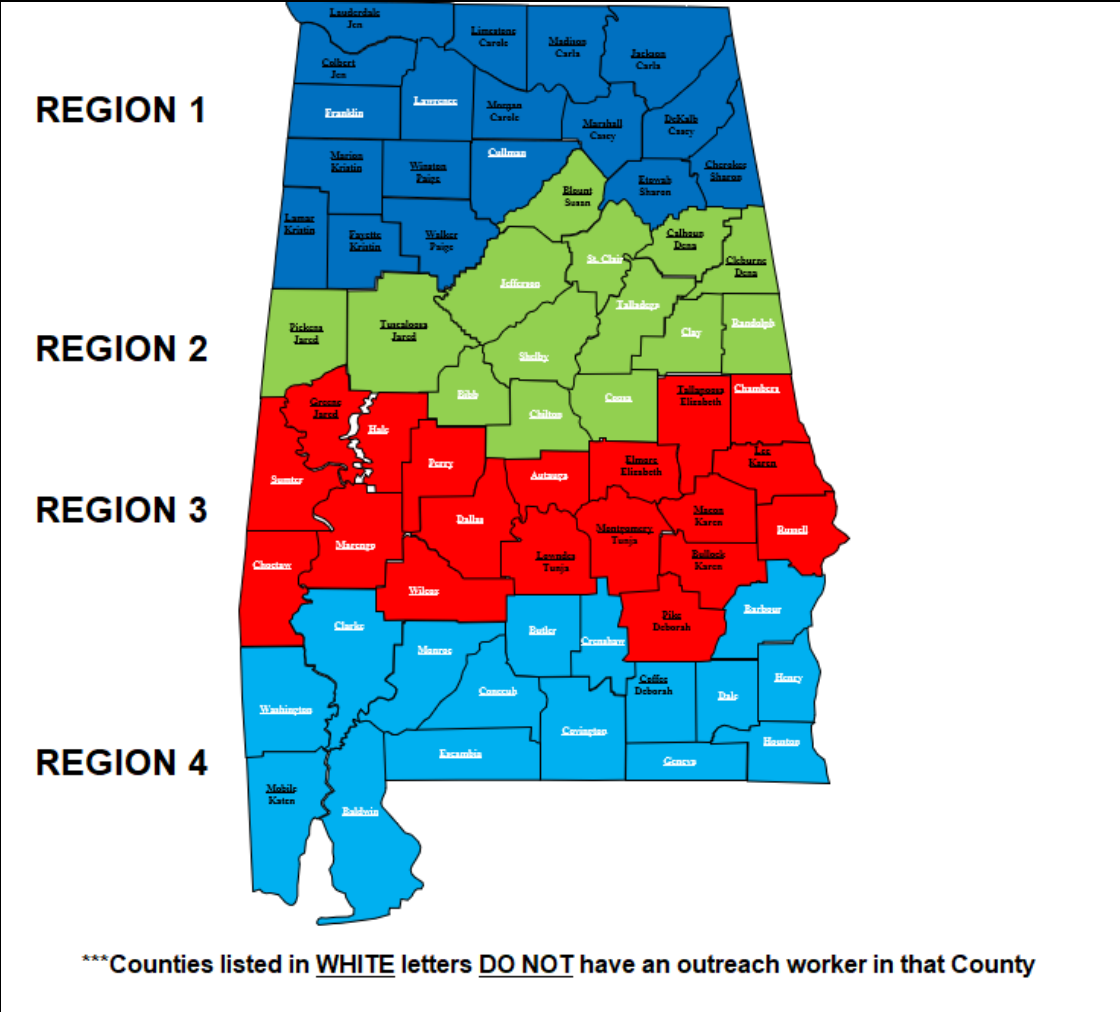 Lauderdale
Jen
Limestone
Carole
Madison
Carla
Jackson
Carla
Colbert
Jen
REGION 1
Franklin
Lawrence
Morgan
Carole
Marshall
Casey
DeKalb
Casey
Marion
Kristin
Winston
Paige
Cullman
Etowah
Sharon
Cherokee
Sharon
Lamar
Kristin
Fayette
Kristin
Walker
Paige
Blount
Susan
St. Clair
Calhoun
Dena
Cleburne
Dena
Jefferson
Talladega
REGION 2
Pickens
Jared
Tuscaloosa
Jared
Shelby
Clay
Randolph
Bibb
Chilton
Coosa
Greene
Jared
Hale
Tallapoosa
Elizabeth
Chambers
Perry
Autauga
Elmore
Elizabeth
Lee
Karen
Sumter
REGION 3
Dallas
Montgomery
Tunja
Macon
Karen
Russell
Choctaw
Marengo
Lowndes
Tunja
Bullock
Karen
Wilcox
Pike
Deborah
Barbour
Clarke
Monroe
Butler
Crenshaw
Washington
Conecuh
Coffee
Deborah
Dale
Henry
REGION 4
Escambia
Covington
Geneva
Houston
Mobile
Baldwin
***Counties listed in WHITE letters DO NOT have an outreach worker in that County